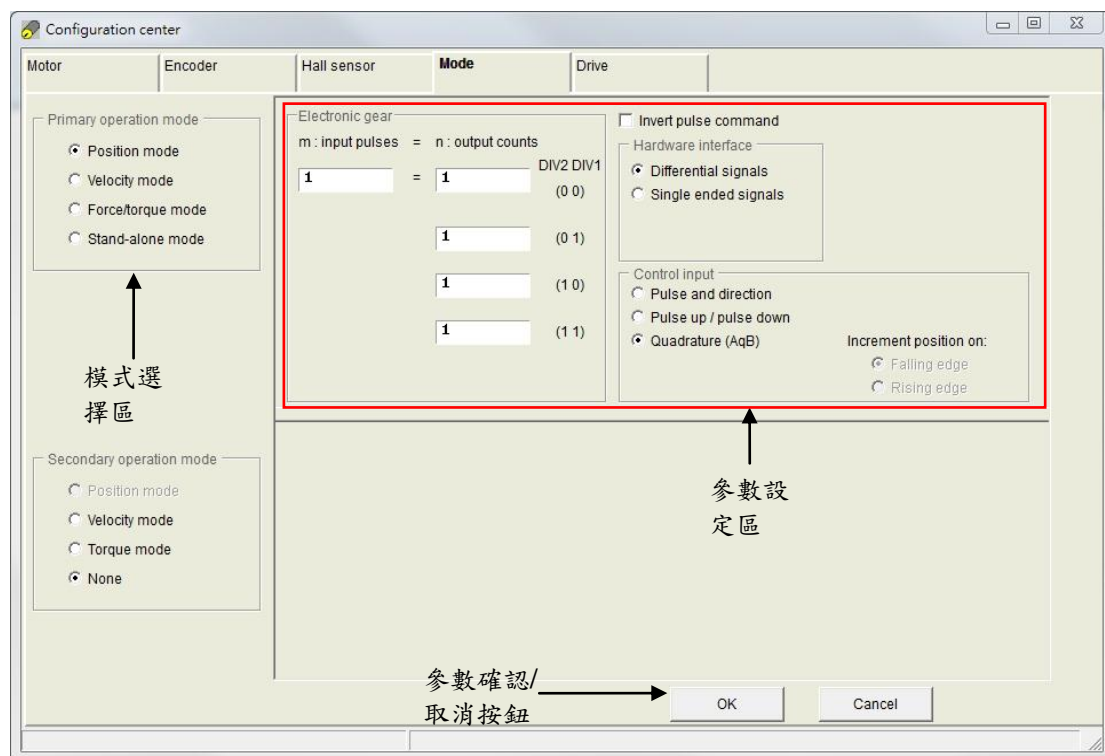 Configuration center
Motor
Encoder
Hall sensor
Mode
Drive
Primary operation mode
Position mode
Velocity mode
Force/torque mode
Stand-alone mode
模式選
擇區
Secondary operation mode
Position mode
Velocity mode
Torque mode
None
Electronic gear
m : input pulses = n : output counts
DIV2 DIV1
1 = 1 (0 0)
1 (0 1)
1 (1 0)
1 (1 1)
Invert pulse command
Hardware interface
Differential signals
Single ended signals
Control input
Pulse and direction
Pulse up / pulse down
Quadrature (AqB)
Increment position on:
Falling edge
Rising edge
參數設
定區
參數確認/
取消按鈕
OK
Cancel